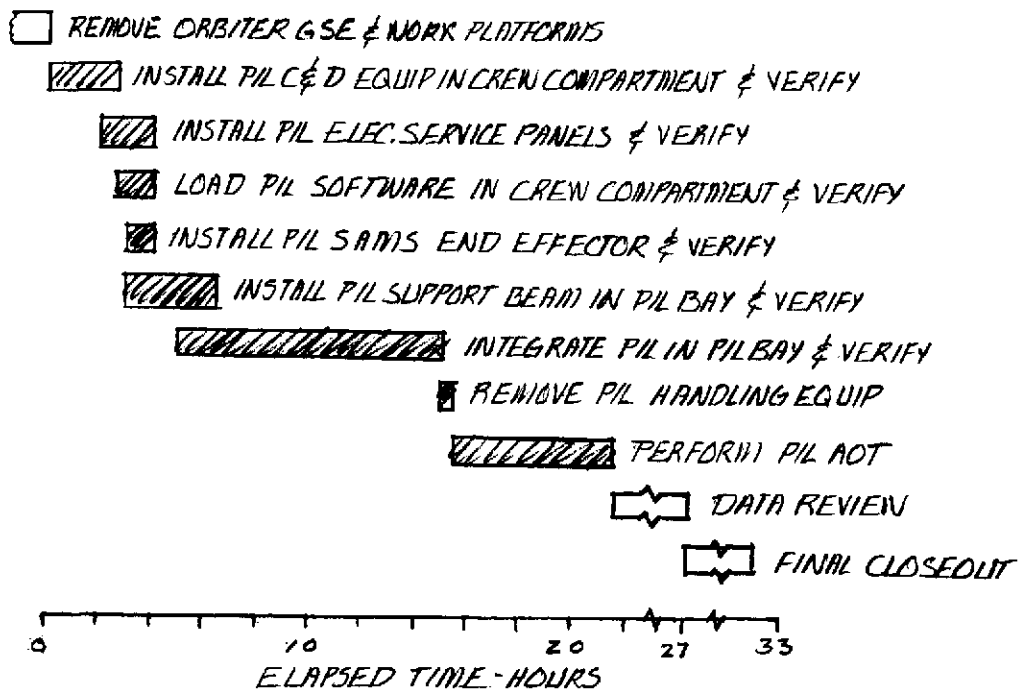 REMOVE ORBITER GSE & WORK PLATFORMS
INSTALL P/L C&D EQUIP IN CREW COMPARTMENT & VERIFY
INSTALL P/L ELEC. SERVICE PANELS & VERIFY
LOAD P/L SOFTWARE IN CREW COMPARTMENT & VERIFY
INSTALL P/L SAMS END EFFECTOR & VERIFY
INSTALL P/L SUPPORT BEAM IN P/L BAY & VERIFY
INTEGRATE P/L IN P/L BAY & VERIFY
REMOVE P/L HANDLING EQUIP
PERFORM P/L AOT
DATA REVIEW
FINAL CLOSEOUT
0 10 20 27 33
ELAPSED TIME-HOURS